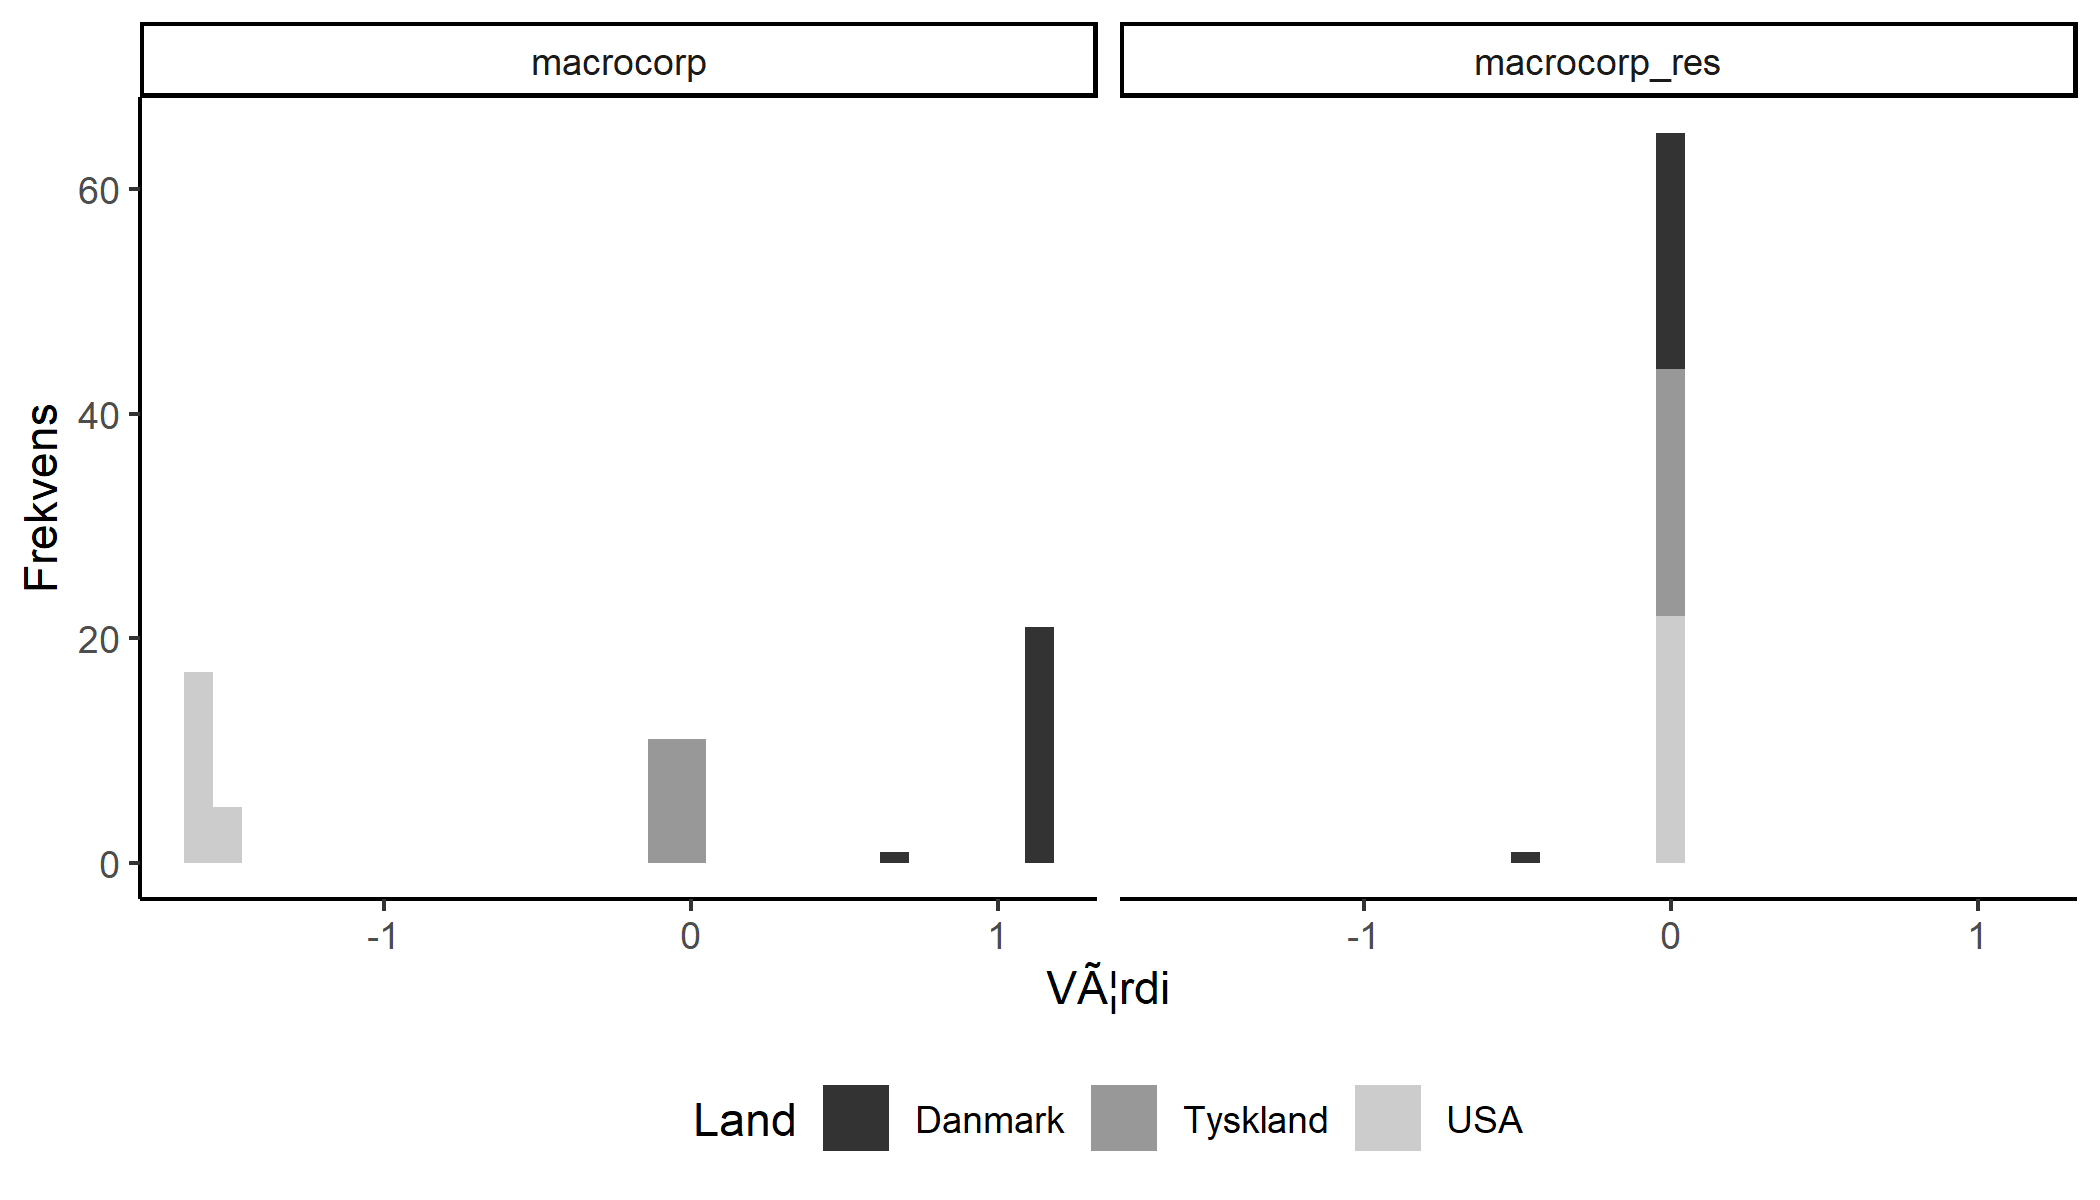 macrocorp
macrocorp_res
Frekvens
60
40
20
0
-1 0 1
-1 0 1
VÃ¦rdi
Land Danmark Tyskland USA